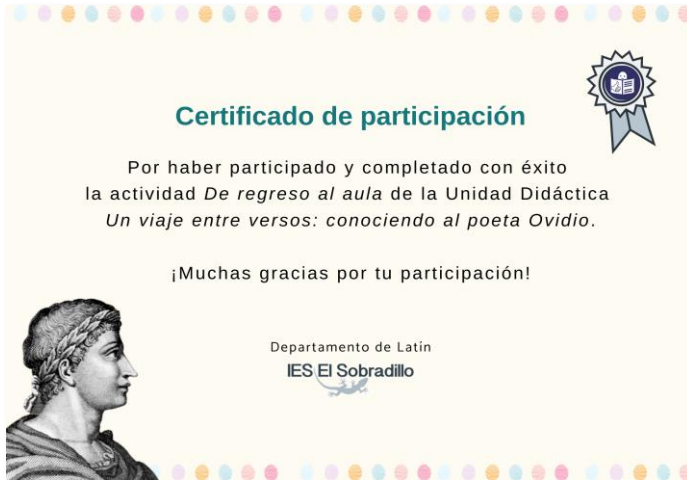 Certificado de participación
Por haber participado y completado con éxito
la actividad De regreso al aula de la Unidad Didáctica
Un viaje entre versos: conociendo al poeta Ovidio.
¡Muchas gracias por tu participación!
Departamento de Latín
IES El Sobradillo